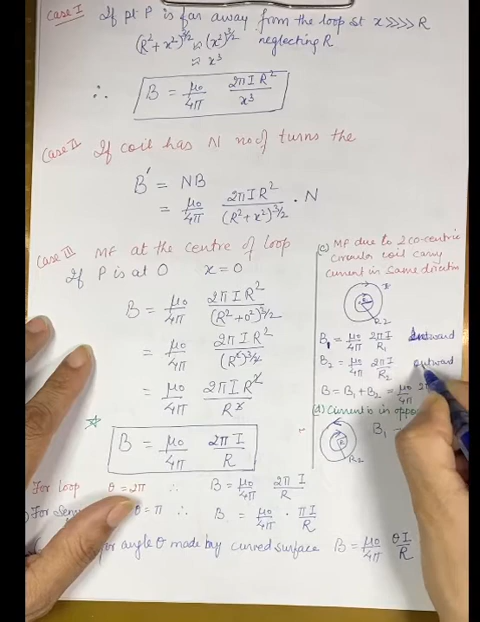 Case I If pt P is far away from the loop st x >>>> R
(R²+x²)^3/2 ≈ (x²)^3/2 neglecting R
≈ x³
∴ B = μ₀/4π 2πIR²/x³
Case II If coil has N no of turns the
B' = NB
= μ₀/4π 2πIR²/(R²+x²)^3/2 · N
Case III MF at the centre of loop
If P is at O x=0
B = μ₀/4π 2πIR²/(R²+0²)^3/2
= μ₀/4π 2πIR²/(R²)^3/2
= μ₀/4π 2πIR²/R³
B = μ₀/4π 2πI/R
For loop θ = 2π ∴ B = μ₀/4π 2πI/R
θ = π ∴ B = μ₀/4π · πI/R
for angle θ made by curved surface B = μ₀/4π θI/R
(c) MF due to 2 co-centric
circular coil carry
current in same direction
R2
B₁ = μ₀/4π 2πI/R₁
B₂ = μ₀/4π 2πI/R₂ outward
B = B₁ + B₂ = μ₀/4π
(d) Current is in oppo
B₁
R2